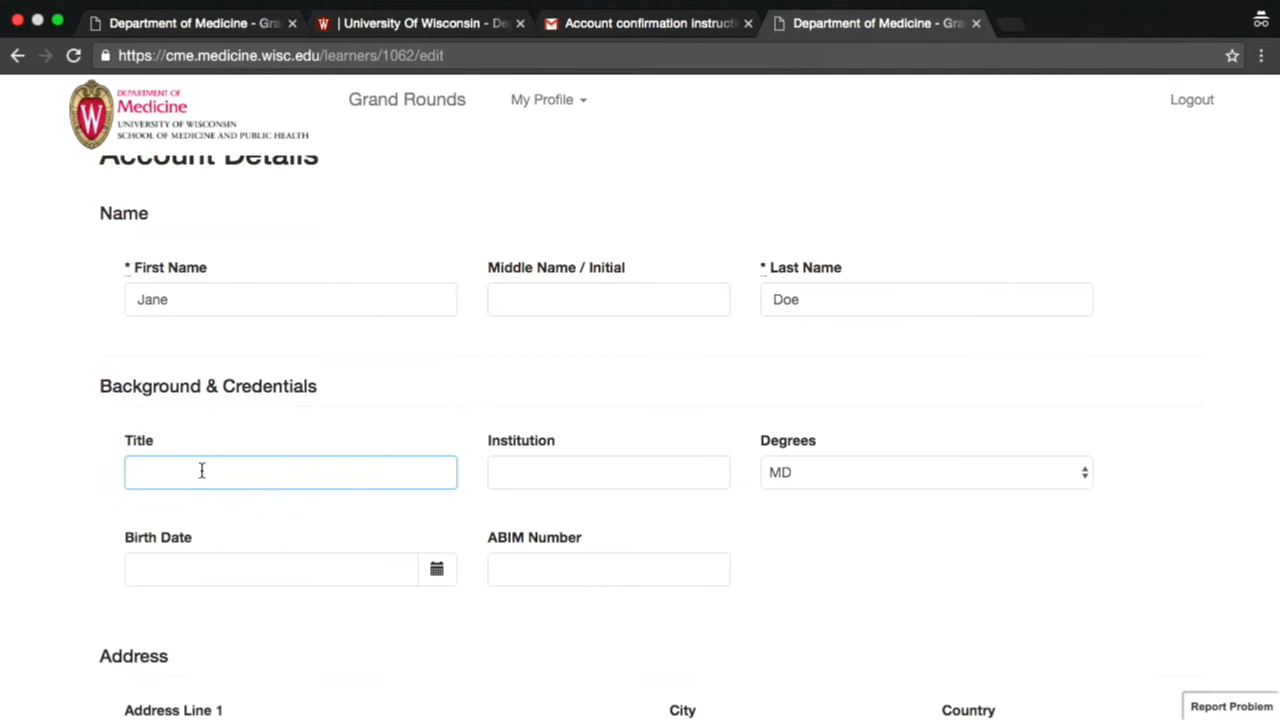 Department of Medicine - Gra
| University Of Wisconsin - De
Account confirmation instructi
Department of Medicine - Gra
https://cme.medicine.wisc.edu/learners/1062/edit
W
DEPARTMENT OF
Medicine
UNIVERSITY OF WISCONSIN
SCHOOL OF MEDICINE AND PUBLIC HEALTH
Grand Rounds
My Profile
Logout
Account Details
Name
* First Name
Middle Name / Initial
* Last Name
Jane
Doe
Background & Credentials
Title
Institution
Degrees
MD
Birth Date
ABIM Number
Address
Address Line 1
City
Country
Report Problem